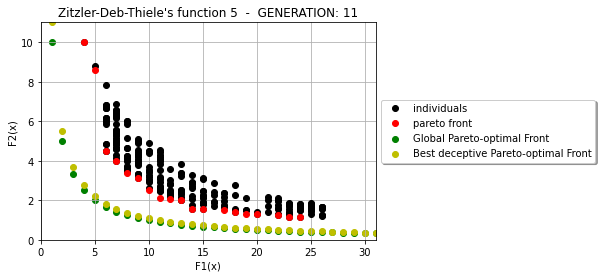 Zitzler-Deb-Thiele's function 5 - GENERATION: 11
F2(x)
10
8
6
4
2
0
0 5 10 15 20 25 30
F1(x)
individuals
pareto front
Global Pareto-optimal Front
Best deceptive Pareto-optimal Front